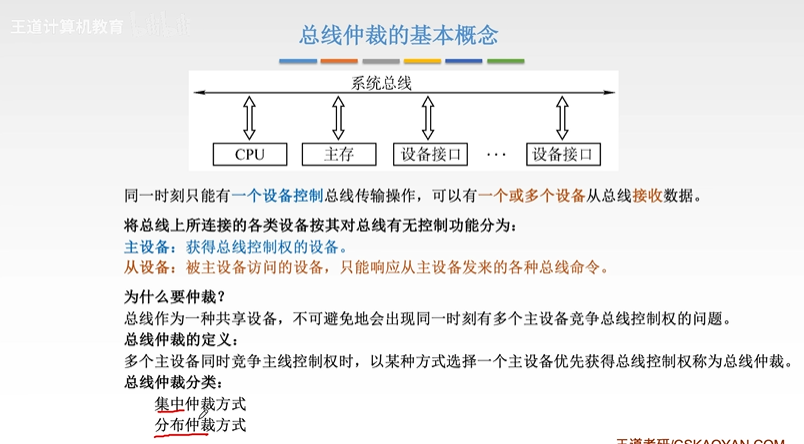 王道计算机教育
总线仲裁的基本概念
系统总线
CPU 主存 设备接口 ··· 设备接口
同一时刻只能有一个设备控制总线传输操作，可以有一个或多个设备从总线接收数据。
将总线上所连接的各类设备按其对总线有无控制功能分为：
主设备：获得总线控制权的设备。
从设备：被主设备访问的设备，只能响应从主设备发来的各种总线命令。
为什么要仲裁？
总线作为一种共享设备，不可避免地会出现同一时刻有多个主设备竞争总线控制权的问题。
总线仲裁的定义：
多个主设备同时竞争主线控制权时，以某种方式选择一个主设备优先获得总线控制权称为总线仲裁。
总线仲裁分类：
集中仲裁方式
分布仲裁方式
王道考研/CSKAOYAN.COM